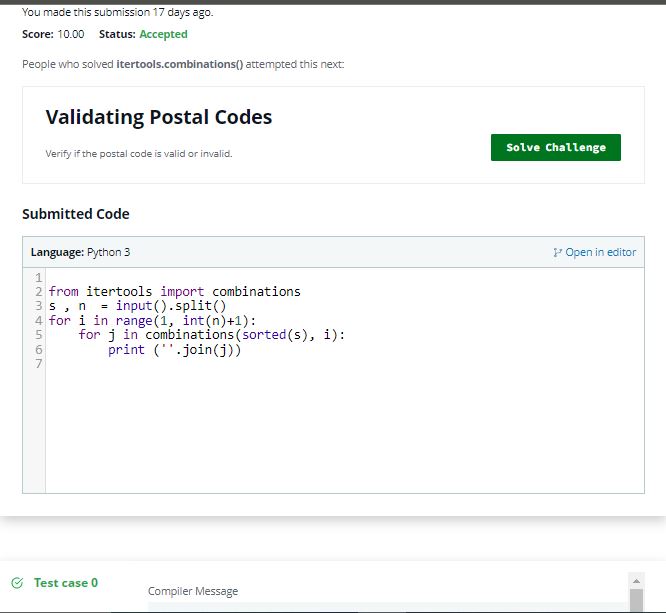 You made this submission 17 days ago.
Score: 10.00 Status: Accepted
People who solved itertools.combinations() attempted this next:
Validating Postal Codes
Verify if the postal code is valid or invalid.
Solve Challenge
Submitted Code
Language: Python 3 Open in editor
1
2 from itertools import combinations
3 s , n  = input().split()
4 for i in range(1, int(n)+1):
5     for j in combinations(sorted(s), i):
6         print (''.join(j))
7
Test case 0
Compiler Message